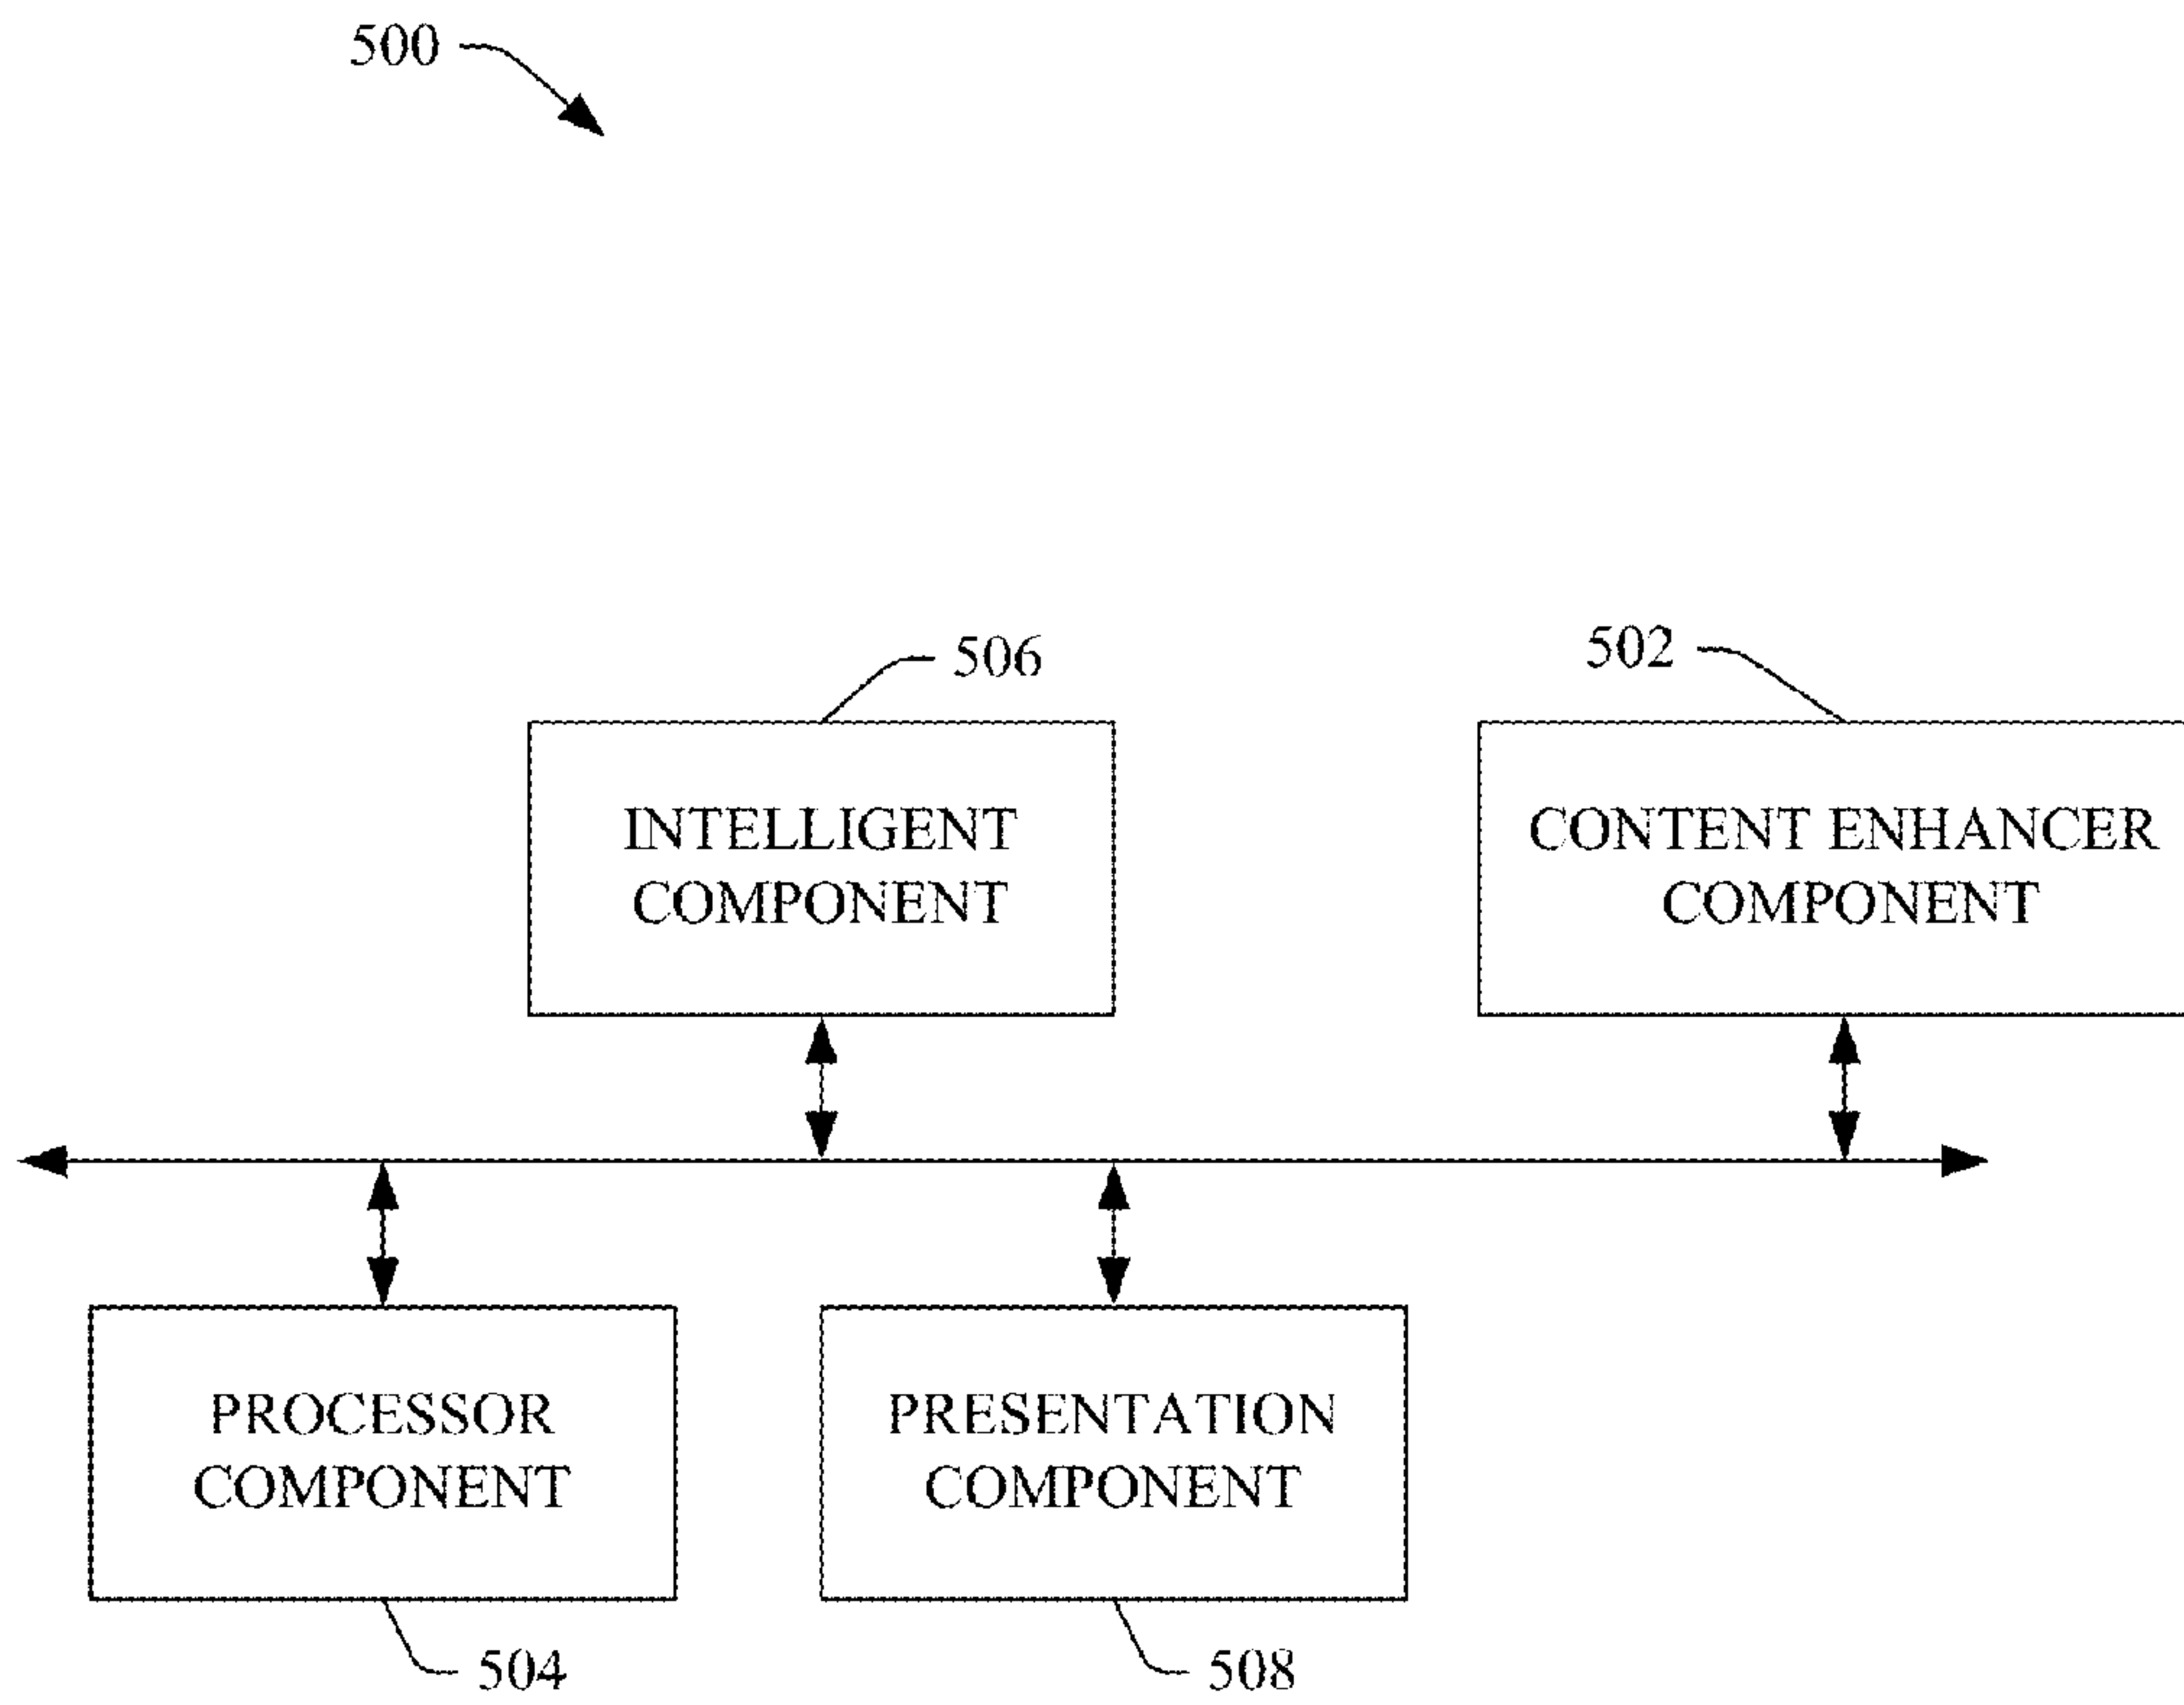 500
506
502
INTELLIGENT
COMPONENT
CONTENT ENHANCER
COMPONENT
PROCESSOR
COMPONENT
PRESENTATION
COMPONENT
504
508